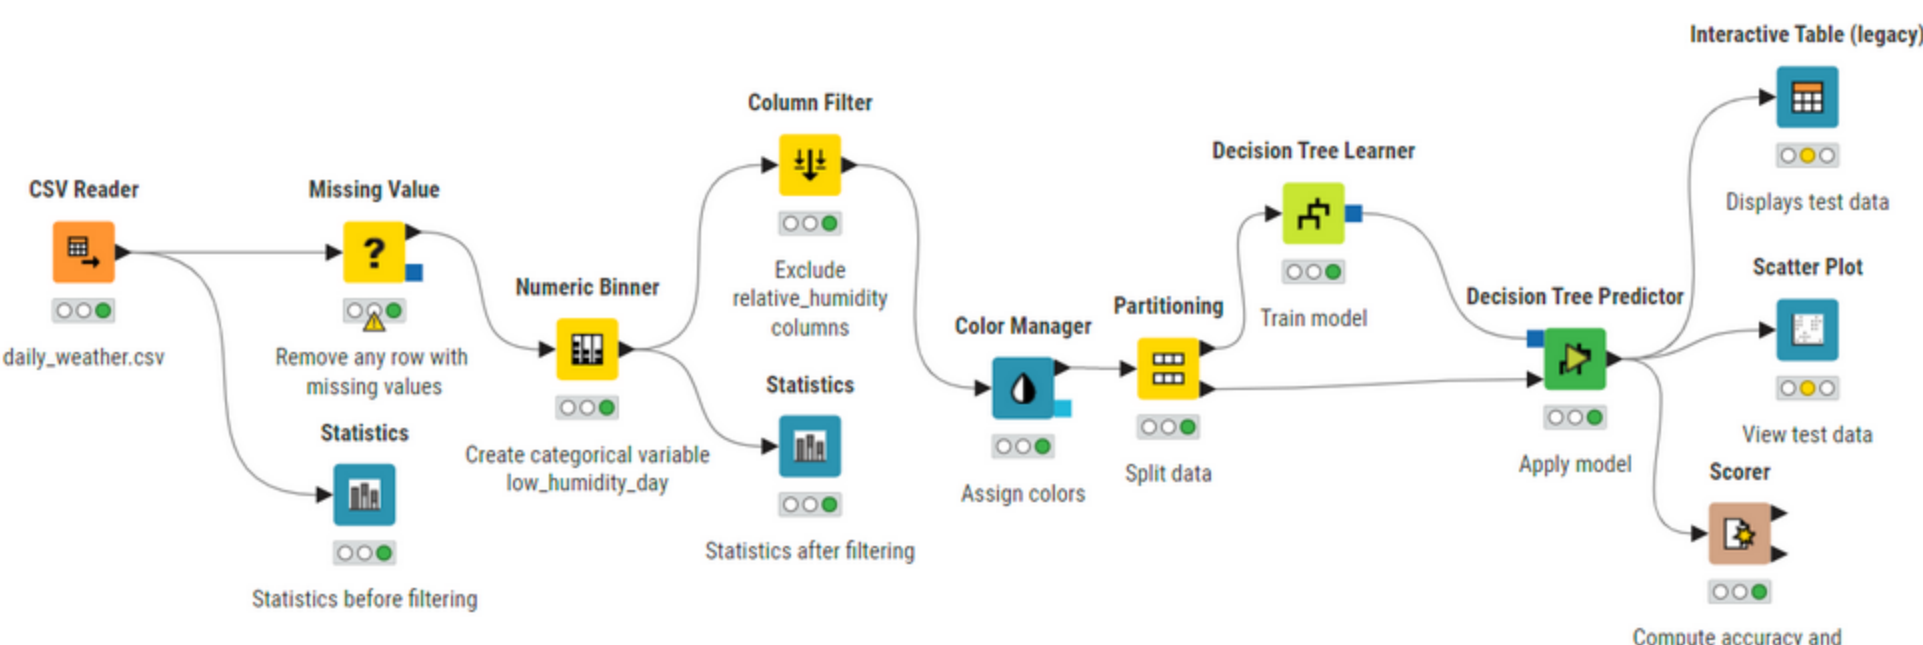 CSV Reader
daily_weather.csv
Missing Value
?
Remove any row with
missing values
Statistics
Statistics before filtering
Numeric Binner
Create categorical variable
low_humidity_day
Column Filter
Exclude
relative_humidity
columns
Statistics
Statistics after filtering
Color Manager
Assign colors
Partitioning
Split data
Decision Tree Learner
Train model
Decision Tree Predictor
Apply model
Interactive Table (legacy)
Displays test data
Scatter Plot
View test data
Scorer
Compute accuracy and